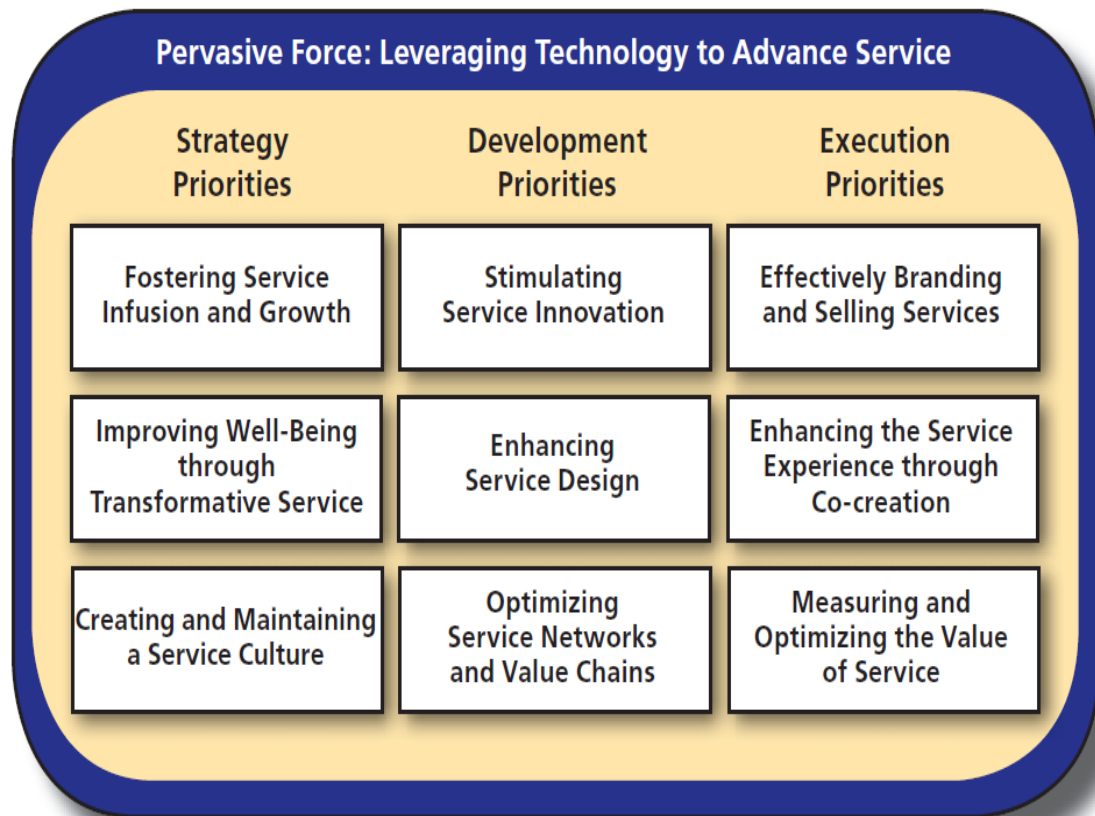 Pervasive Force: Leveraging Technology to Advance Service
Strategy
Priorities
Development
Priorities
Execution
Priorities
Fostering Service
Infusion and Growth
Stimulating
Service Innovation
Effectively Branding
and Selling Services
Improving Well-Being
through
Transformative Service
Enhancing
Service Design
Enhancing the Service
Experience through
Co-creation
Creating and Maintaining
a Service Culture
Optimizing
Service Networks
and Value Chains
Measuring and
Optimizing the Value
of Service